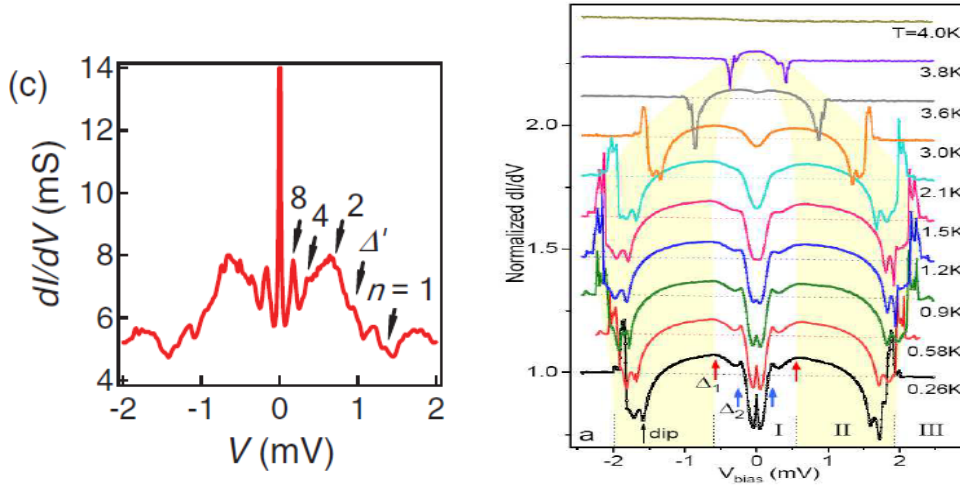 (c)
dI/dV (mS)
14
12
10
8
6
4
8
4
2
Δ'
n = 1
-2
-1
0
1
2
V (mV)
Normalized dI/dV
2.0
1.5
1.0
T=4.0K
3.8K
3.6K
3.0K
2.1K
1.5K
1.2K
0.9K
0.58K
0.26K
Δ1
Δ2
dip
a
I
II
III
-2
-1
0
1
2
Vbias (mV)